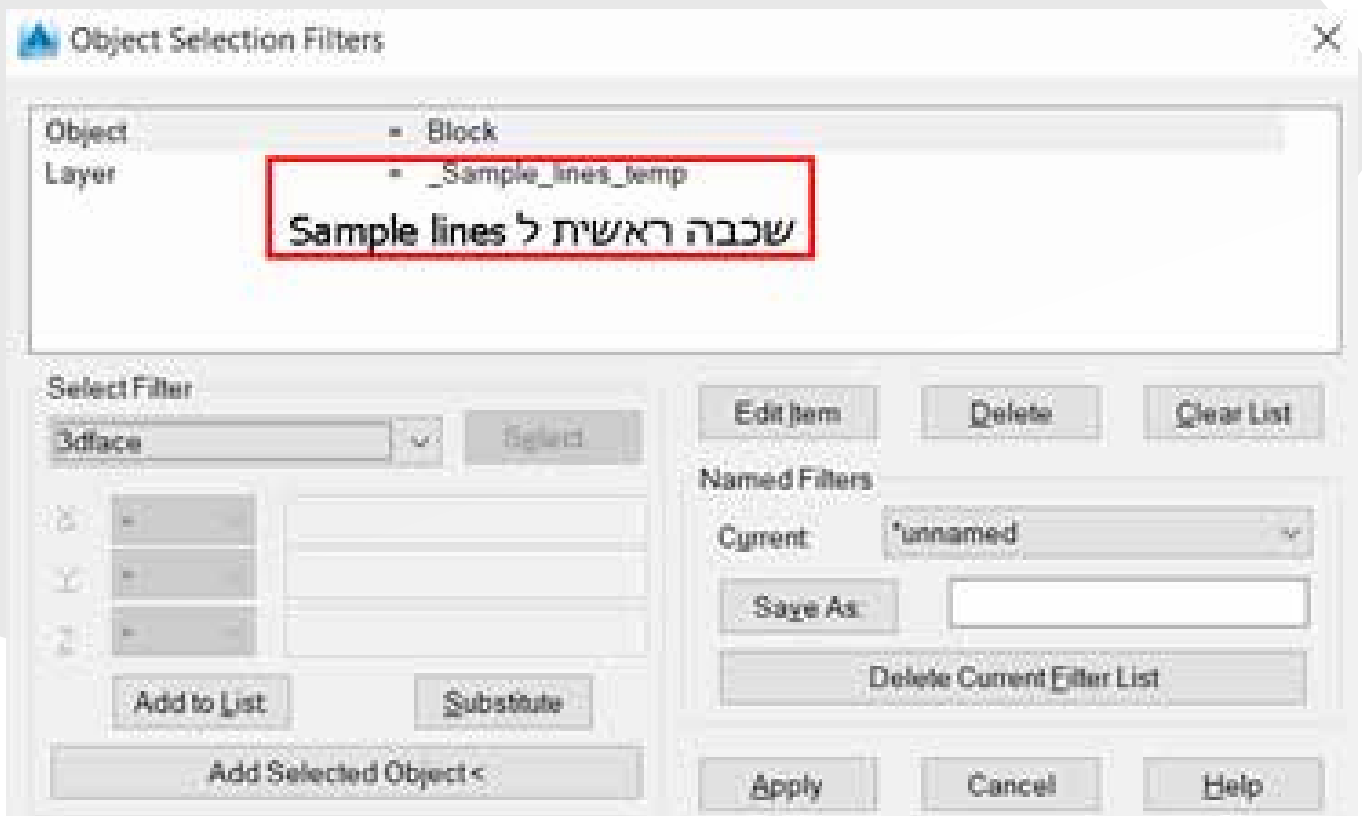 Object Selection Filters
Object = Block
Layer = _Sample_lines_temp
שכבה ראשית ל Sample lines
Select Filter
3dface
Select
Edit Item
Delete
Clear List
Named Filters
X =
Y =
Z =
Current
*unnamed
Save As:
Delete Current Filter List
Add to List
Substitute
Add Selected Object <
Apply
Cancel
Help